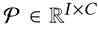 𝓟 ∈ ℝ^{I×C}